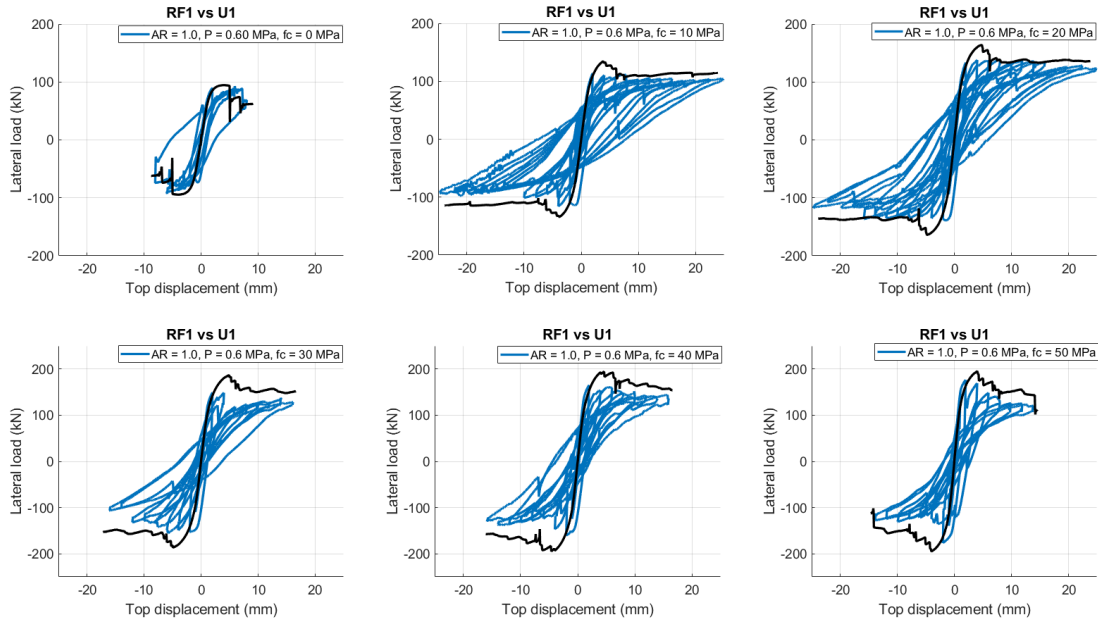 RF1 vs U1
AR = 1.0, P = 0.60 MPa, fc = 0 MPa
Lateral load (kN)
200
100
0
-100
-200
-20 -10 0 10 20
Top displacement (mm)
RF1 vs U1
AR = 1.0, P = 0.6 MPa, fc = 10 MPa
Lateral load (kN)
200
100
0
-100
-200
-20 -10 0 10 20
Top displacement (mm)
RF1 vs U1
AR = 1.0, P = 0.6 MPa, fc = 20 MPa
Lateral load (kN)
200
100
0
-100
-200
-20 -10 0 10 20
Top displacement (mm)
RF1 vs U1
AR = 1.0, P = 0.6 MPa, fc = 30 MPa
Lateral load (kN)
200
100
0
-100
-200
-20 -10 0 10 20
Top displacement (mm)
RF1 vs U1
AR = 1.0, P = 0.6 MPa, fc = 40 MPa
Lateral load (kN)
200
100
0
-100
-200
-20 -10 0 10 20
Top displacement (mm)
RF1 vs U1
AR = 1.0, P = 0.6 MPa, fc = 50 MPa
Lateral load (kN)
200
100
0
-100
-200
-20 -10 0 10 20
Top displacement (mm)